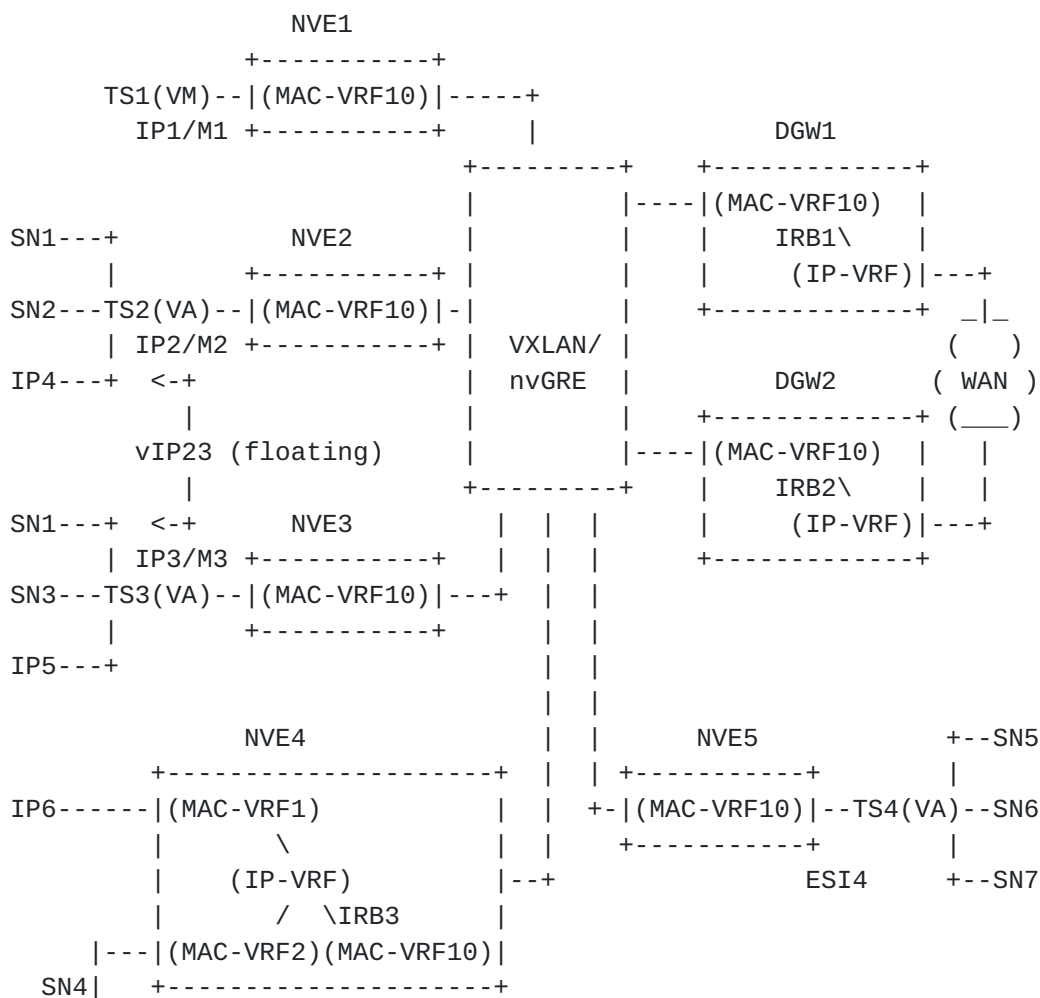 NVE1
               +-----------+
      TS1(VM)--|(MAC-VRF10)|-----+
        IP1/M1 +-----------+     |               DGW1
                             +---------+    +-------------+
                             |         |----|(MAC-VRF10)  |
SN1---+           NVE2       |         |    |    IRB1\    |
      |        +-----------+ |         |    |     (IP-VRF)|---+
SN2---TS2(VA)--|(MAC-VRF10)|-|         |    +-------------+  _|_
      | IP2/M2 +-----------+ |  VXLAN/ |                    (   )
IP4---+  <-+                 |  nvGRE  |         DGW2      ( WAN )
           |                 |         |    +-------------+ (___)
        vIP23 (floating)     |         |----|(MAC-VRF10)  |   |
           |                 +---------+    |    IRB2\    |   |
SN1---+  <-+      NVE3         |  |  |      |     (IP-VRF)|---+
      | IP3/M3 +-----------+   |  |  |      +-------------+
SN3---TS3(VA)--|(MAC-VRF10)|---+  |  |
      |        +-----------+      |  |
IP5---+                           |  |
                                  |  |
               NVE4               |  |      NVE5            +--SN5
         +---------------------+  |  | +-----------+        |
IP6------|(MAC-VRF1)           |  |  +-|(MAC-VRF10)|--TS4(VA)--SN6
         |       \             |  |    +-----------+        |
         |    (IP-VRF)         |--+                ESI4     +--SN7
         |       /  \IRB3      |
     |---|(MAC-VRF2)(MAC-VRF10)|
  SN4|   +---------------------+